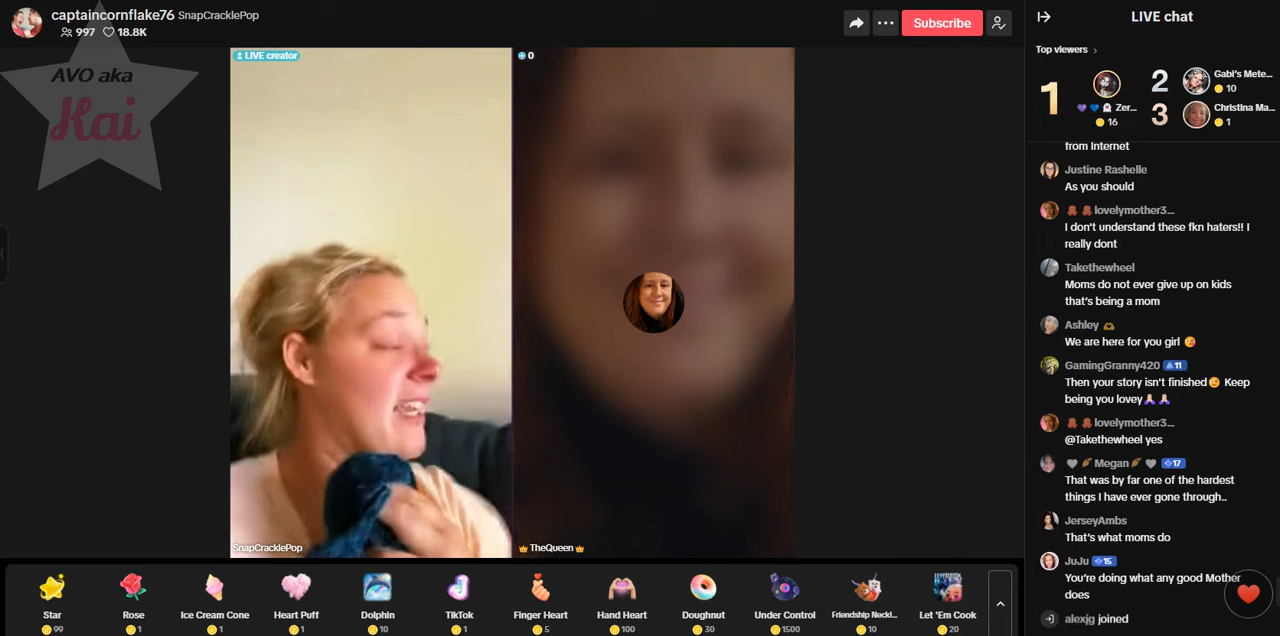 captaincornflake76 SnapCracklePop
997 18.8K
Subscribe
AVO aka
Kai
LIVE creator
0
SnapCracklePop
TheQueen
LIVE chat
Top viewers
1
Zer...
16
2
Gabi's Mete...
10
3
Christina Ma...
1
from Internet
Justine Rashelle
As you should
lovelymother3...
I don't understand these fkn haters!! I
really dont
Takethewheel
Moms do not ever give up on kids
that's being a mom
Ashley
We are here for you girl 😘
GamingGranny420 11
Then your story isn't finished😉 Keep
being you lovey🙏🏻🙏🏻
lovelymother3...
@Takethewheel yes
🤍🪶Megan🪶🤍 17
That was by far one of the hardest
things I have ever gone through..
JerseyAmbs
That's what moms do
JuJu 15
You're doing what any good Mother
does
alexjg joined
Star
99
Rose
1
Ice Cream Cone
1
Heart Puff
1
Dolphin
10
TikTok
1
Finger Heart
5
Hand Heart
100
Doughnut
30
Under Control
1500
Friendship Neckl...
10
Let 'Em Cook
20